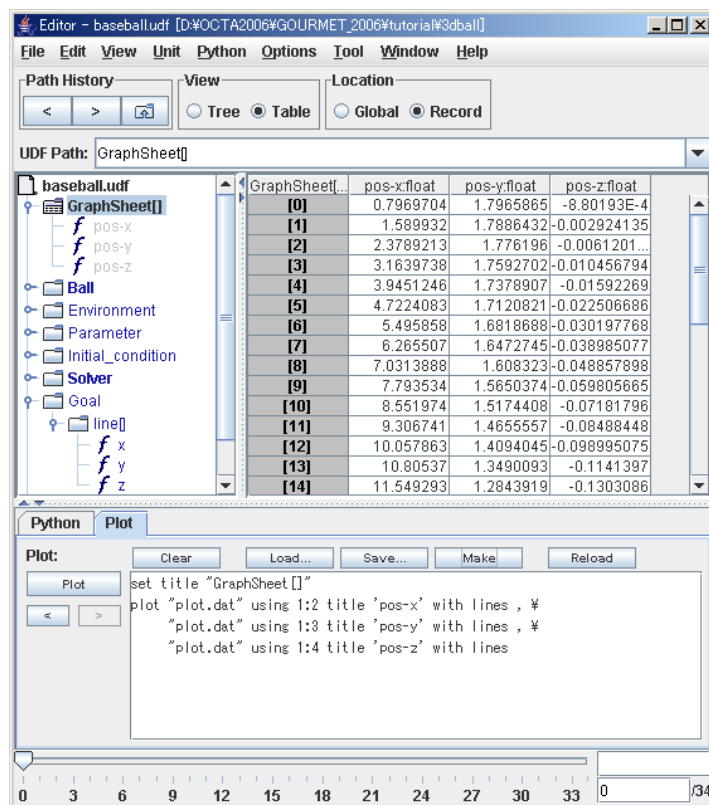 Editor - baseball.udf [D:¥OCTA2006¥GOURMET_2006¥tutorial¥3dball]
File Edit View Unit Python Options Tool Window Help
Path History View Location
< > Tree Table Global Record
UDF Path: GraphSheet[]
baseball.udf
GraphSheet[]
pos-x
pos-y
pos-z
Ball
Environment
Parameter
Initial_condition
Solver
Goal
line[]
x
y
z
GraphSheet[... pos-x:float pos-y:float pos-z:float
[0] 0.7969704 1.7965865 -8.80193E-4
[1] 1.589932 1.7886432 -0.002924135
[2] 2.3789213 1.776196 -0.0061201...
[3] 3.1639738 1.7592702 -0.010456794
[4] 3.9451246 1.7378907 -0.01592269
[5] 4.7224083 1.7120821 -0.022506686
[6] 5.495858 1.6818688 -0.030197768
[7] 6.265507 1.6472745 -0.038985077
[8] 7.0313888 1.608323 -0.048857898
[9] 7.793534 1.5650374 -0.059805665
[10] 8.551974 1.5174408 -0.07181796
[11] 9.306741 1.4655557 -0.08488448
[12] 10.057863 1.4094045 -0.098995075
[13] 10.80537 1.3490093 -0.1141397
[14] 11.549293 1.2843919 -0.1303086
Python Plot
Plot: Clear Load... Save... Make Reload
Plot
< >
set title "GraphSheet[]"
plot "plot.dat" using 1:2 title 'pos-x' with lines , ¥
"plot.dat" using 1:3 title 'pos-y' with lines , ¥
"plot.dat" using 1:4 title 'pos-z' with lines
0 3 6 9 12 15 18 21 24 27 30 33 0 /34